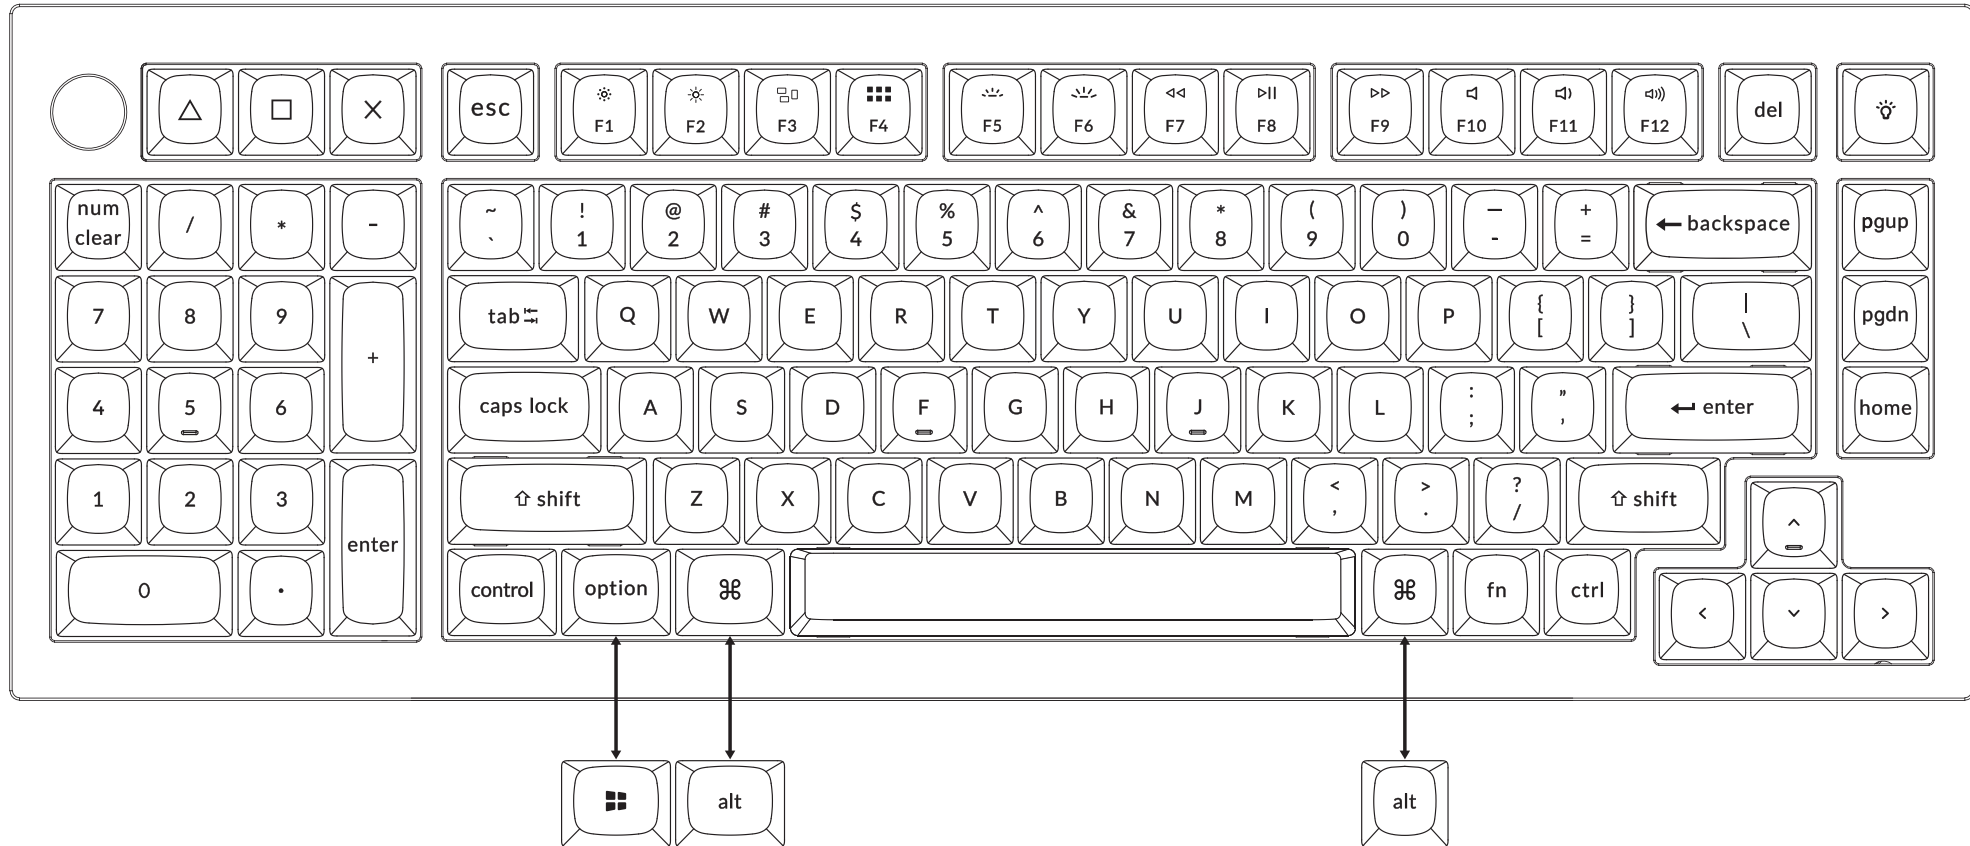 △ □ X esc F1 F2 F3 F4 F5 F6 F7 F8 F9 F10 F11 F12 del
num
clear
/ * - ~
` !
1 @
2 #
3 $
4 %
5 ^
6 &
7 *
8 (
9 )
0 —
- +
= ← backspace pgup
7 8 9 + tab Q W E R T Y U I O P {
[ }
] |
\ pgdn
4 5 6 caps lock A S D F G H J K L :
; ”
, ↵ enter home
1 2 3 enter ⇧ shift Z X C V B N M <
, >
. ?
/ ⇧ shift ^
0 . control option ⌘ ⌘ fn ctrl < ⌄ >
alt alt